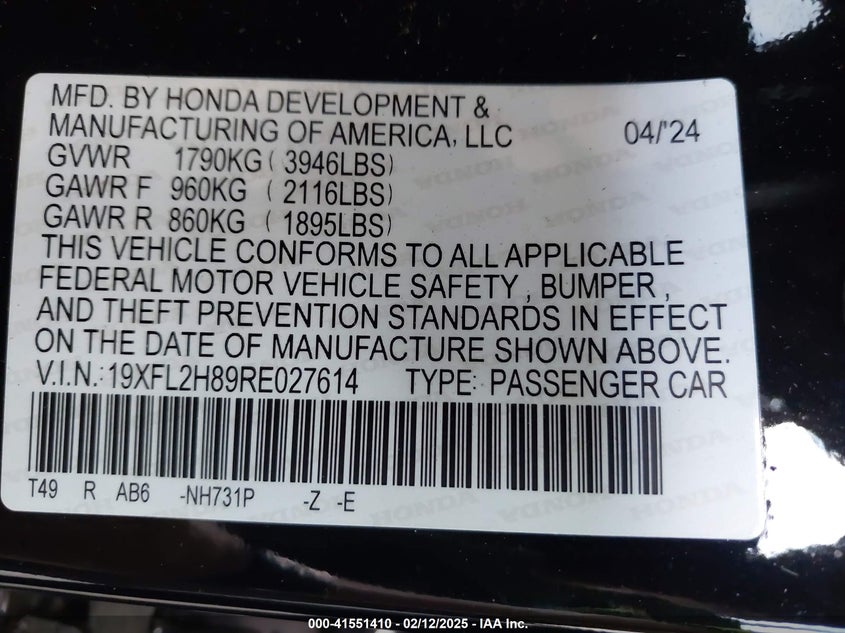 MFD. BY HONDA DEVELOPMENT &
MANUFACTURING OF AMERICA, LLC 04/'24
GVWR 1790KG ( 3946LBS)
GAWR F 960KG ( 2116LBS)
GAWR R 860KG ( 1895LBS)
THIS VEHICLE CONFORMS TO ALL APPLICABLE
FEDERAL MOTOR VEHICLE SAFETY , BUMPER ,
AND THEFT PREVENTION STANDARDS IN EFFECT
ON THE DATE OF MANUFACTURE SHOWN ABOVE.
V.I.N.: 19XFL2H89RE027614 TYPE: PASSENGER CAR
T49 R AB6 -NH731P -Z -E
000-41551410 - 02/12/2025 - IAA Inc.